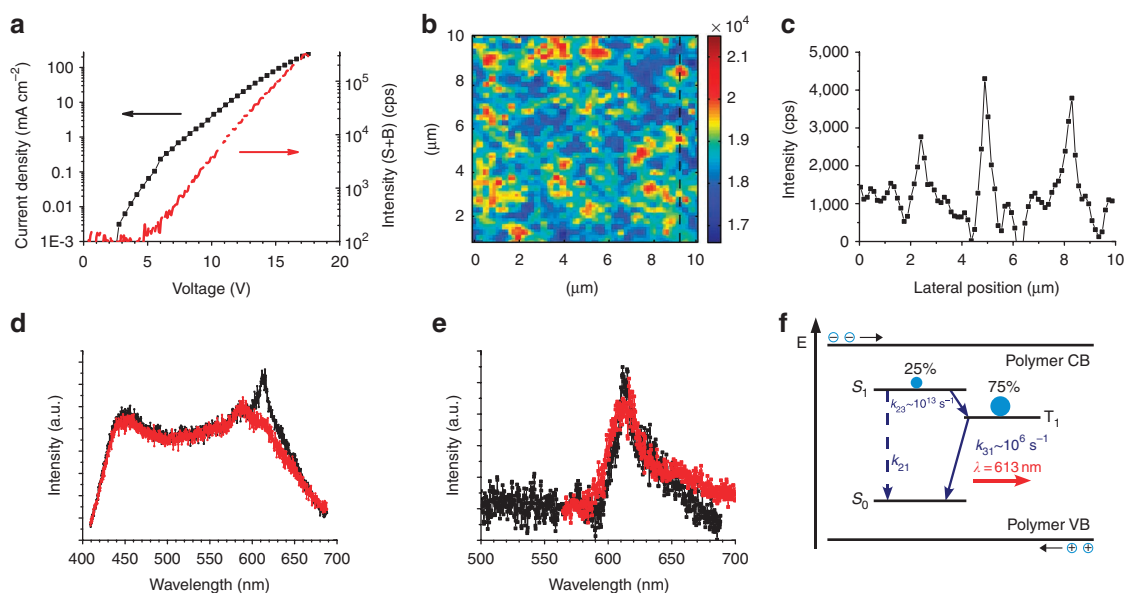 a
Current density (mA cm−2)
100
10
1
0.1
0.01
1E-3
0
5
10
15
20
Voltage (V)
10^5
10^4
10^3
10^2
Intensity (S+B) (cps)
b
(μm)
10
8
6
4
2
0
2
4
6
8
10
(μm)
× 10^4
2.1
2
1.9
1.8
1.7
c
Intensity (cps)
5,000
4,000
3,000
2,000
1,000
0
0
2
4
6
8
10
Lateral position (μm)
d
Intensity (a.u.)
400
450
500
550
600
650
700
Wavelength (nm)
e
Intensity (a.u.)
500
560
600
640
700
Wavelength (nm)
f
E
⊖ ⊖
Polymer CB
25%
S1
75%
k23~10^13 s−1
T1
k31~10^6 s−1
k21
λ = 613 nm
S0
Polymer VB
⊕ ⊕